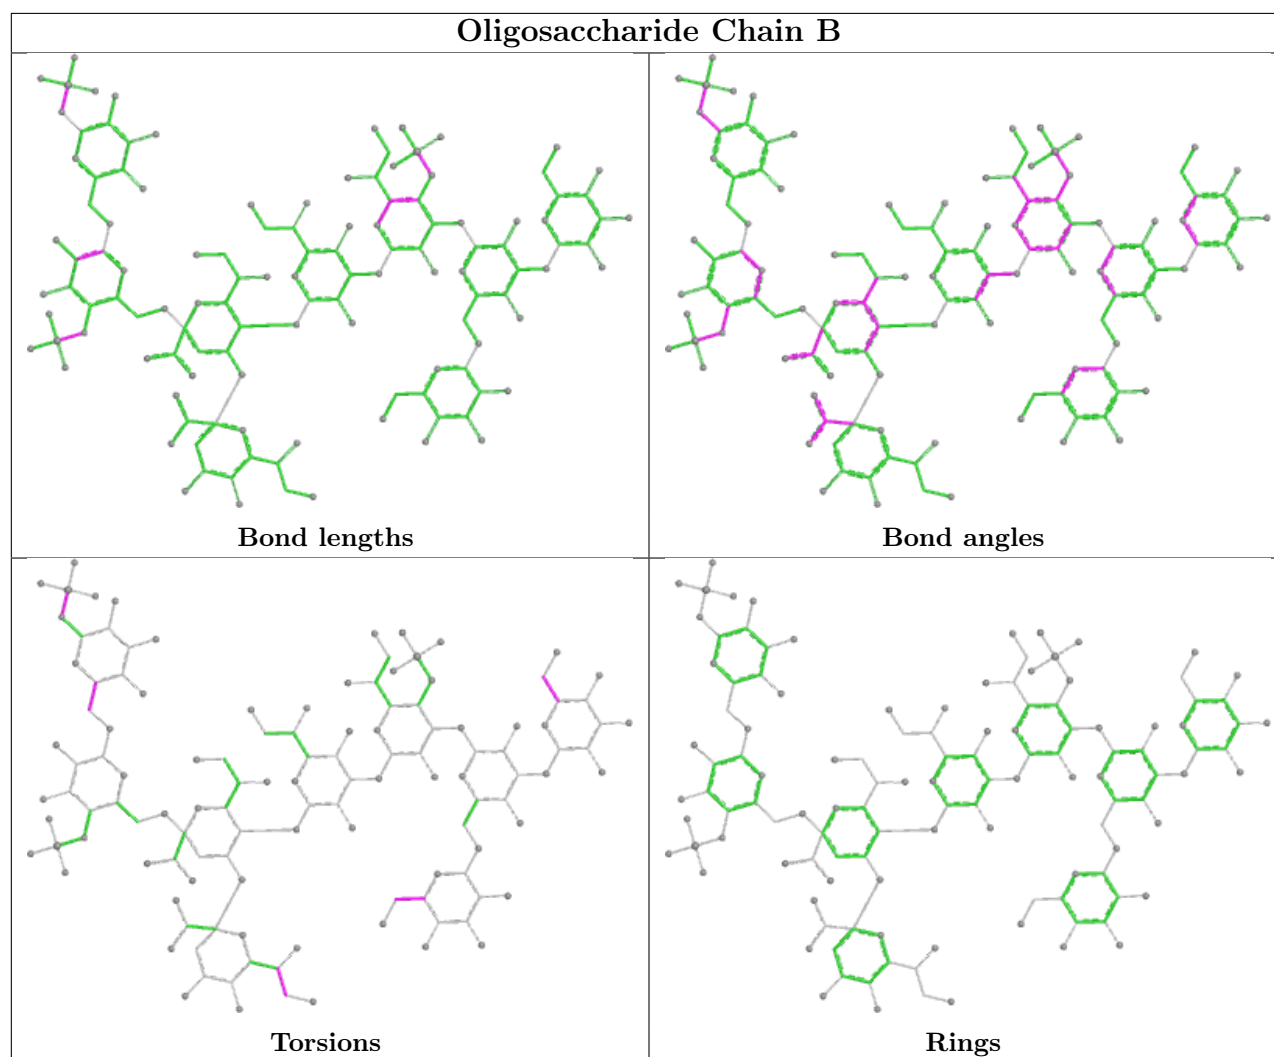 Oligosaccharide Chain B
Bond lengths
Bond angles
Torsions
Rings